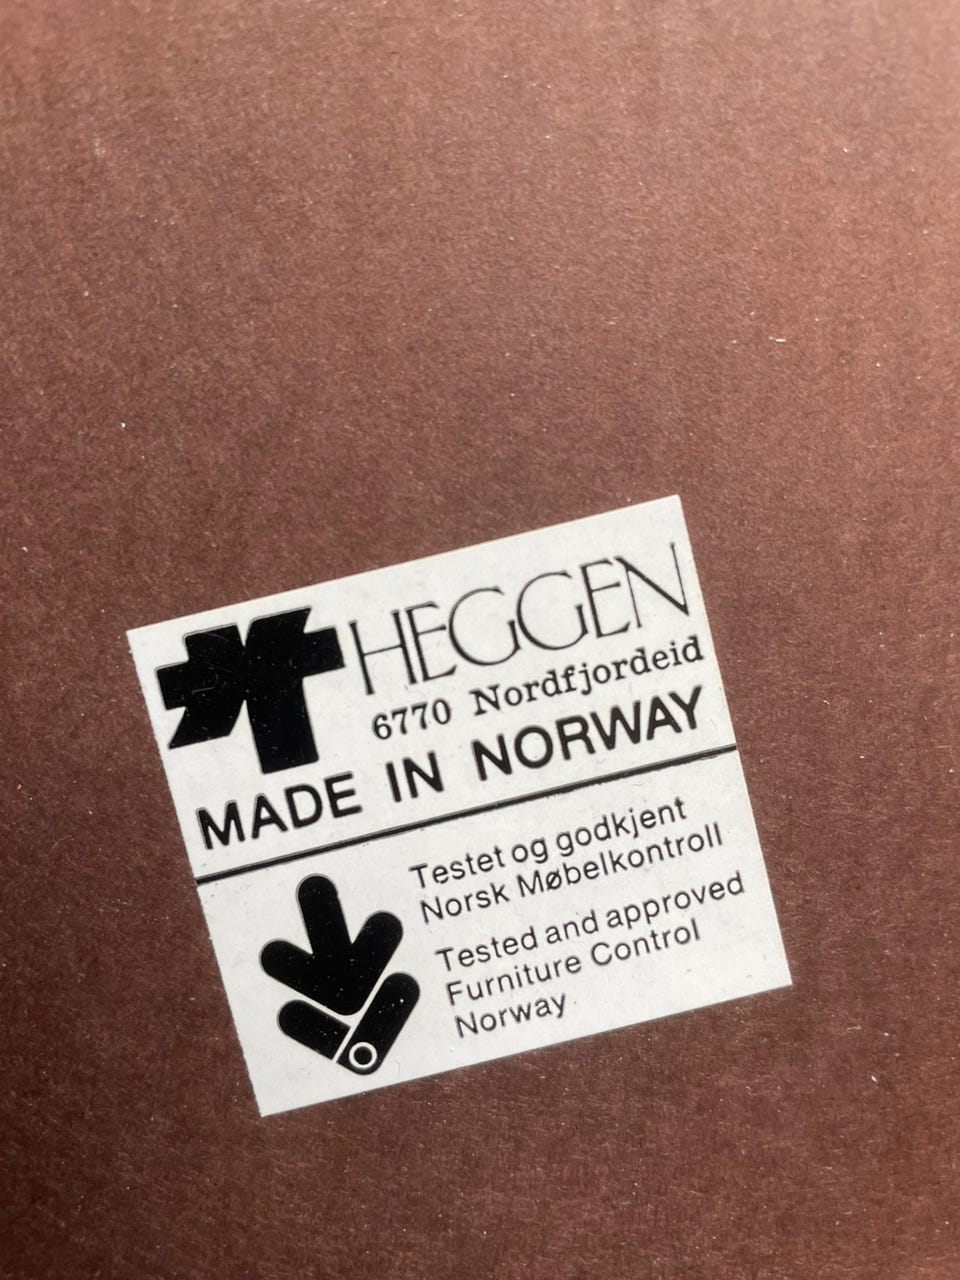 HEGGEN
6770 Nordfjordeid
MADE IN NORWAY
Testet og godkjent
Norsk Møbelkontroll
Tested and approved
Furniture Control
Norway